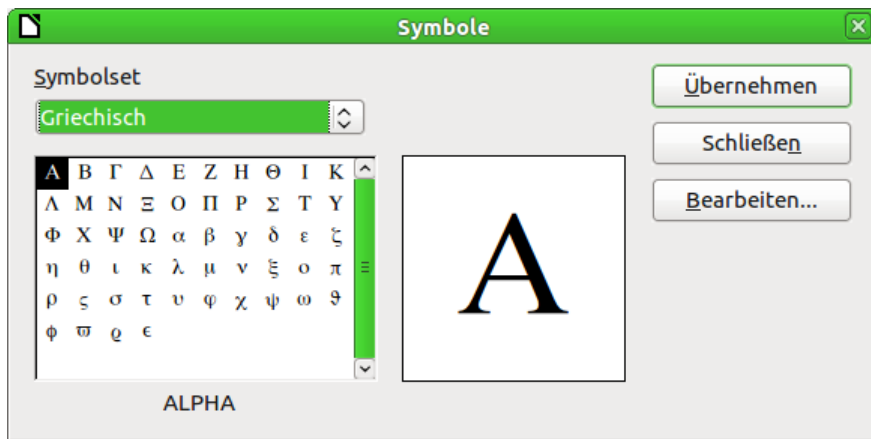 Symbole
Symbolset
Griechisch
Α Β Γ Δ Ε Ζ Η Θ Ι Κ
Λ Μ Ν Ξ Ο Π Ρ Σ Τ Υ
Φ Χ Ψ Ω α β γ δ ε ζ
η θ ι κ λ μ ν ξ ο π
ρ ς σ τ υ φ χ ψ ω ϑ
ϕ ϖ ϱ ϵ
ALPHA
Α
Übernehmen
Schließen
Bearbeiten...